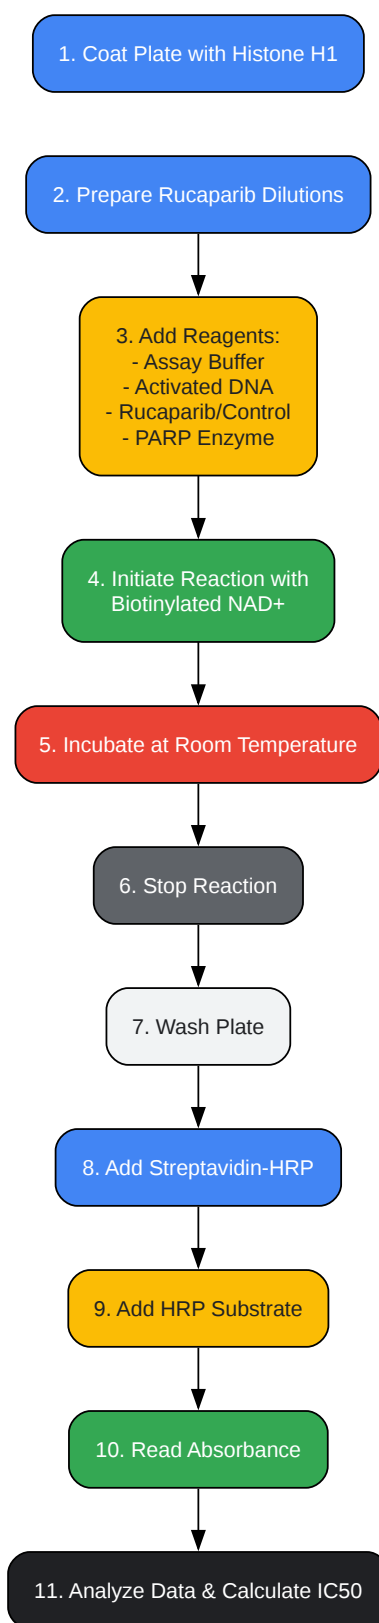 1. Coat Plate with Histone H1
2. Prepare Rucaparib Dilutions
3. Add Reagents:
- Assay Buffer
- Activated DNA
- Rucaparib/Control
- PARP Enzyme
4. Initiate Reaction with
Biotinylated NAD+
5. Incubate at Room Temperature
6. Stop Reaction
7. Wash Plate
8. Add Streptavidin-HRP
9. Add HRP Substrate
10. Read Absorbance
11. Analyze Data & Calculate IC50